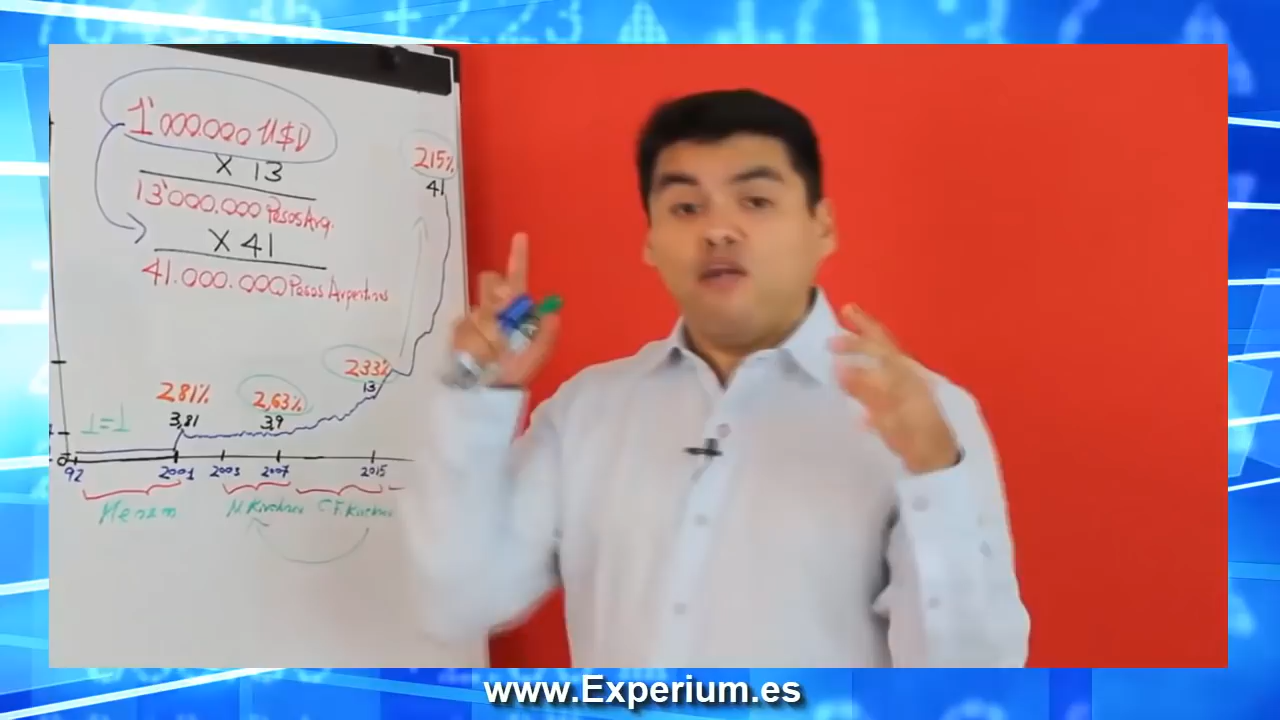 1'000.000 U$D
X 13
13'000.000 Pesos Arg.
X 41
41.000.000 Pesos Argentinos
215%
41
233%
13
281%
3,81
2,63%
3,9
1=1
0
92
2001
2003
2007
2015
Menem
N. Kirchner
C.F. Kirchner
www.Experium.es